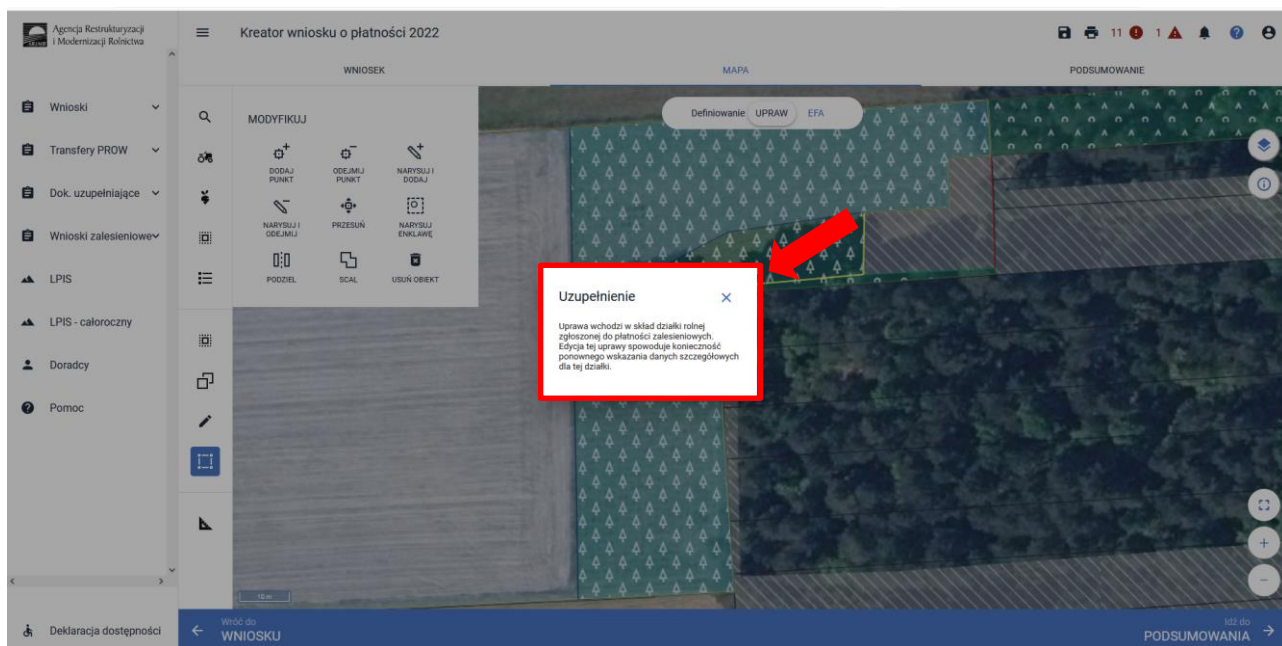 Agencja Restrukturyzacji
i Modernizacji Rolnictwa
Kreator wniosku o płatności 2022
11
1
WNIOSEK
MAPA
PODSUMOWANIE
Wnioski
Transfery PROW
Dok. uzupełniające
Wnioski zalesieniowe
LPIS
LPIS - całoroczny
Doradcy
Pomoc
Deklaracja dostępności
MODYFIKUJ
DODAJ
PUNKT
ODEJMIJ
PUNKT
NARYSUJ I
DODAJ
NARYSUJ I
ODEJMIJ
PRZESUŃ
NARYSUJ
ENKLAWĘ
PODZIEL
SCAL
USUŃ OBIEKT
Definiowanie UPRAW EFA
Uzupełnienie
Uprawa wchodzi w skład działki rolnej
zgłoszonej do płatności zalesieniowych.
Edycja tej uprawy spowoduje konieczność
ponownego wskazania danych szczegółowych
dla tej działki.
10 m
Wróć do
WNIOSKU
Idź do
PODSUMOWANIA